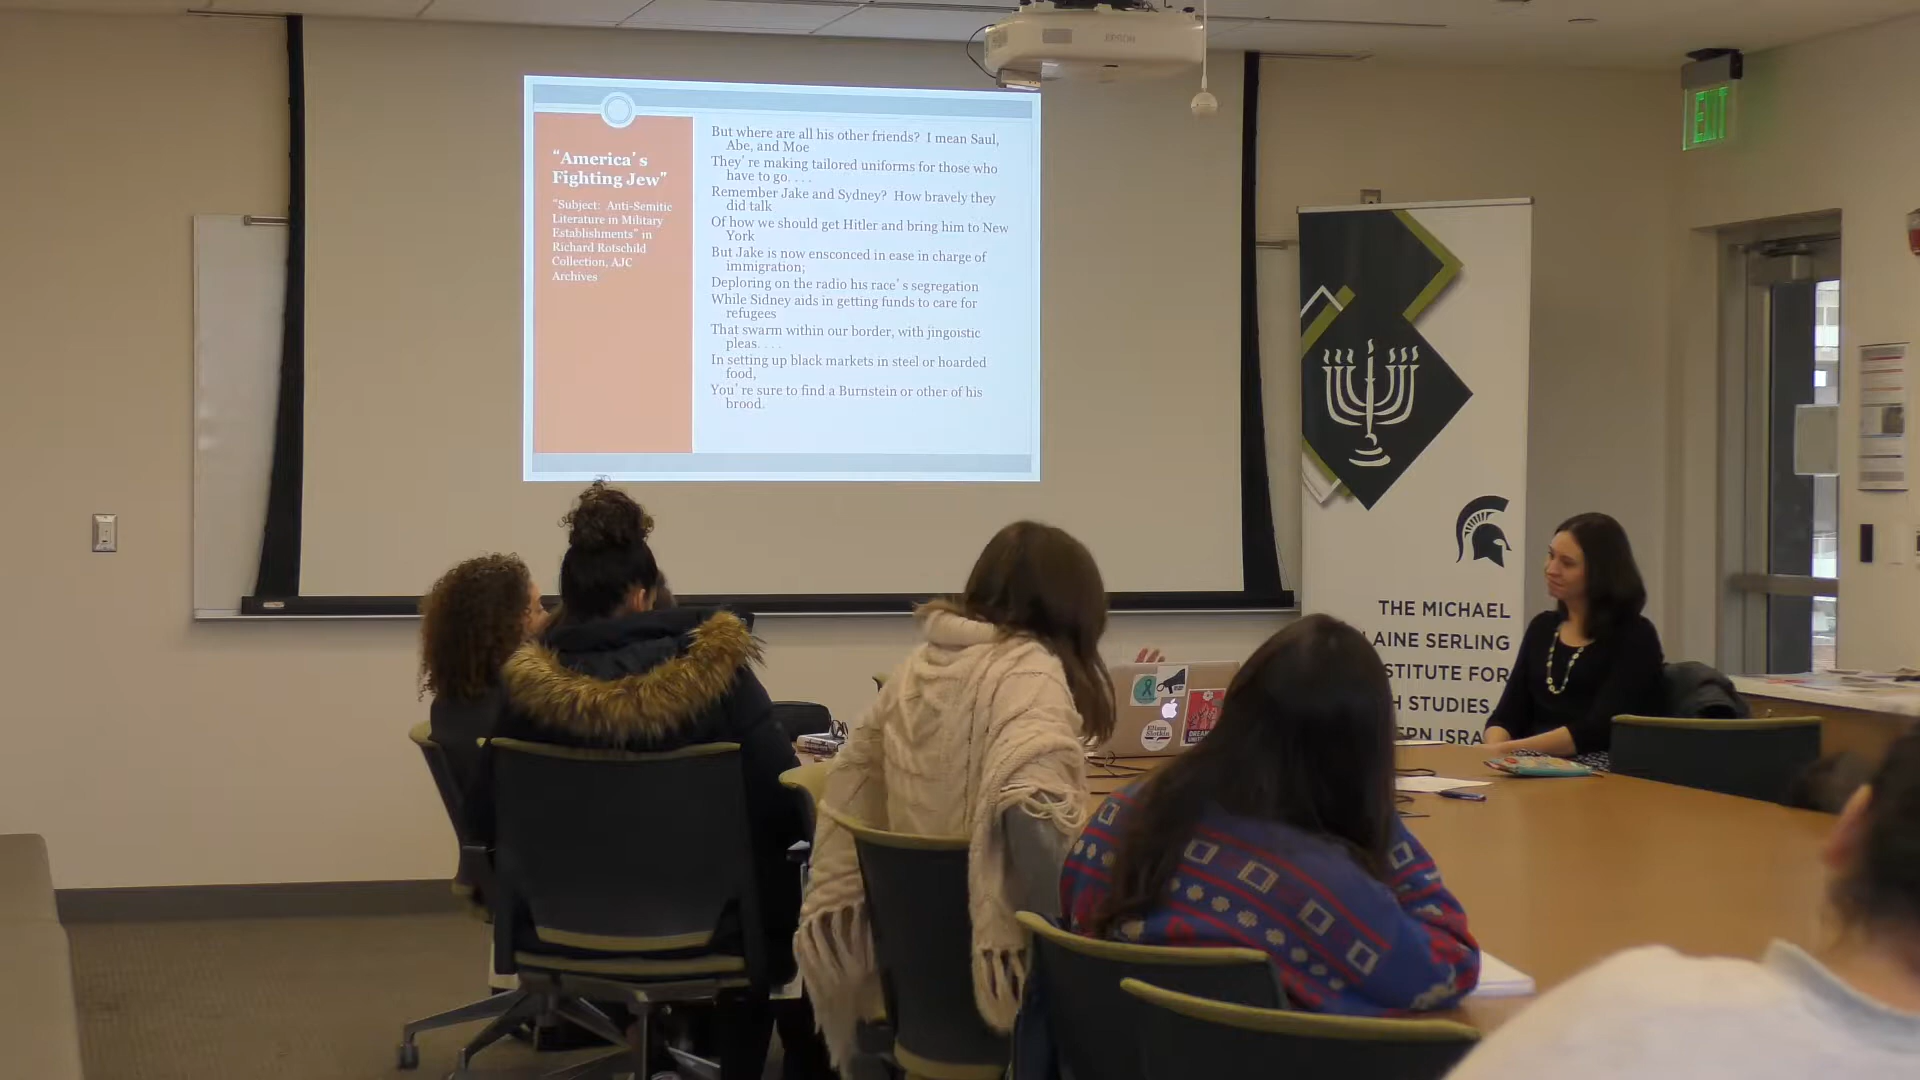 EPSON
EXIT
"America's
Fighting Jew"
"Subject: Anti-Semitic
Literature in Military
Establishments" in
Richard Rotschild
Collection, AJC
Archives
But where are all his other friends? I mean Saul,
Abe, and Moe
They're making tailored uniforms for those who
have to go. . . .
Remember Jake and Sydney? How bravely they
did talk
Of how we should get Hitler and bring him to New
York
But Jake is now ensconced in ease in charge of
immigration;
Deploring on the radio his race's segregation
While Sidney aids in getting funds to care for
refugees
That swarm within our border, with jingoistic
pleas. . . .
In setting up black markets in steel or hoarded
food,
You're sure to find a Burnstein or other of his
brood.
THE MICHAEL
LAINE SERLING
STITUTE FOR
H STUDIES
ERN ISRA
Elissa
Slotkin
DREAM